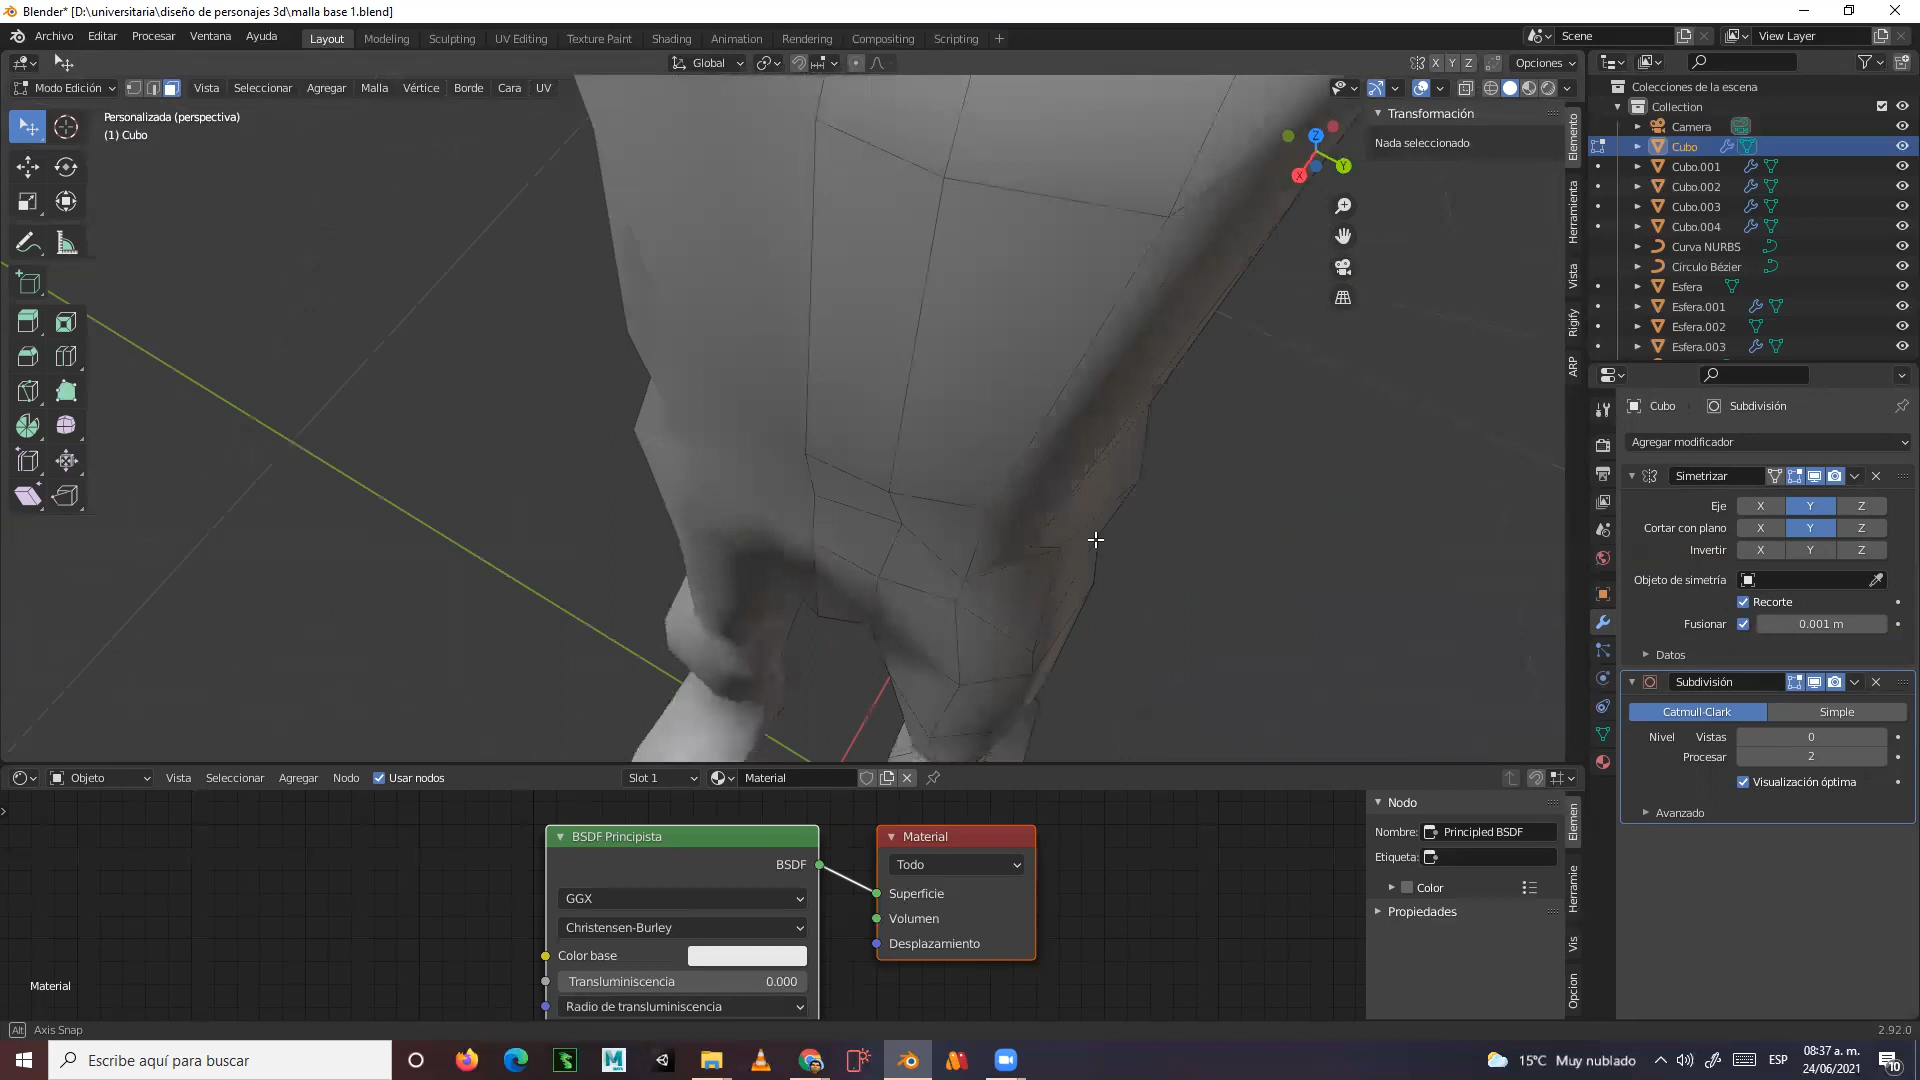 Blender* [D:\universitaria\diseño de personajes 3d\malla base 1.blend]
Archivo Editar Procesar Ventana Ayuda
Layout Modeling Sculpting UV Editing Texture Paint Shading Animation Rendering Compositing Scripting +
Scene
View Layer
Global
X Y Z
Opciones
Modo Edición
Vista Seleccionar Agregar Malla Vértice Borde Cara UV
Personalizada (perspectiva)
(1) Cubo
Transformación
Nada seleccionado
Z
Y
X
Elemento
Herramienta
Vista
Rigify
ARP
Colecciones de la escena
Collection
Camera
Cubo
Cubo.001
Cubo.002
Cubo.003
Cubo.004
Curva NURBS
Círculo Bézier
Esfera
Esfera.001
Esfera.002
Esfera.003
Cubo
Subdivisión
Agregar modificador
Simetrizar
Eje X Y Z
Cortar con plano X Y Z
Invertir X Y Z
Objeto de simetría
Recorte
Fusionar 0.001 m
Datos
Subdivisión
Catmull-Clark Simple
Nivel Vistas 0
Procesar 2
Visualización óptima
Avanzado
Objeto
Vista Seleccionar Agregar Nodo Usar nodos
Slot 1
Material
BSDF Principista
BSDF
GGX
Christensen-Burley
Color base
Transluminiscencia 0.000
Radio de transluminiscencia
Material
Todo
Superficie
Volumen
Desplazamiento
Nodo
Nombre: Principled BSDF
Etiqueta:
Color
Propiedades
Elemen
Herramie
Vis
Opcion
Material
Alt Axis Snap
2.92.0
Escribe aquí para buscar
15°C Muy nublado
ESP
08:37 a. m.
24/06/2021
10